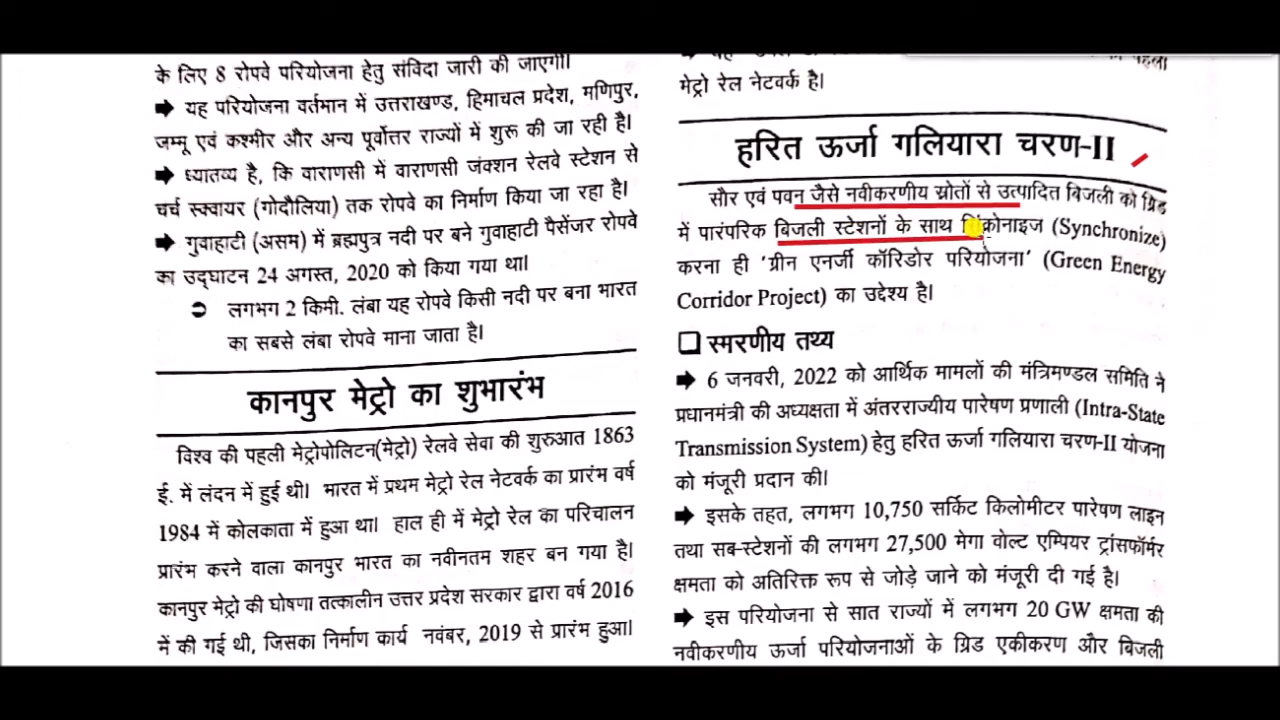 के लिए 8 रोपवे परियोजना हेतु संविदा जारी की जाएगी।
➡ यह परियोजना वर्तमान में उत्तराखण्ड, हिमाचल प्रदेश, मणिपुर,
जम्मू एवं कश्मीर और अन्य पूर्वोत्तर राज्यों में शुरू की जा रही है।
➡ ध्यातव्य है, कि वाराणसी में वाराणसी जंक्शन रेलवे स्टेशन से
चर्च स्क्वायर (गोदौलिया) तक रोपवे का निर्माण किया जा रहा है।
➡ गुवाहाटी (असम) में ब्रह्मपुत्र नदी पर बने गुवाहाटी पैसेंजर रोपवे
का उद्घाटन 24 अगस्त, 2020 को किया गया था।
➲ लगभग 2 किमी. लंबा यह रोपवे किसी नदी पर बना भारत
का सबसे लंबा रोपवे माना जाता है।
कानपुर मेट्रो का शुभारंभ
विश्व की पहली मेट्रोपोलिटन(मेट्रो) रेलवे सेवा की शुरुआत 1863
ई. में लंदन में हुई थी। भारत में प्रथम मेट्रो रेल नेटवर्क का प्रारंभ वर्ष
1984 में कोलकाता में हुआ था। हाल ही में मेट्रो रेल का परिचालन
प्रारंभ करने वाला कानपुर भारत का नवीनतम शहर बन गया है।
कानपुर मेट्रो की घोषणा तत्कालीन उत्तर प्रदेश सरकार द्वारा वर्ष 2016
में की गई थी, जिसका निर्माण कार्य नवंबर, 2019 से प्रारंभ हुआ।
पहला
मेट्रो रेल नेटवर्क है।
हरित ऊर्जा गलियारा चरण-II
सौर एवं पवन जैसे नवीकरणीय स्रोतों से उत्पादित बिजली को ग्रिड
में पारंपरिक बिजली स्टेशनों के साथ सिंक्रोनाइज (Synchronize)
करना ही 'ग्रीन एनर्जी कॉरिडोर परियोजना' (Green Energy
Corridor Project) का उद्देश्य है।
❑ स्मरणीय तथ्य
➡ 6 जनवरी, 2022 को आर्थिक मामलों की मंत्रिमण्डल समिति ने
प्रधानमंत्री की अध्यक्षता में अंतरराज्यीय पारेषण प्रणाली (Intra-State
Transmission System) हेतु हरित ऊर्जा गलियारा चरण-II योजना
को मंजूरी प्रदान की।
➡ इसके तहत, लगभग 10,750 सर्किट किलोमीटर पारेषण लाइन
तथा सब-स्टेशनों की लगभग 27,500 मेगा वोल्ट एम्पियर ट्रांसफॉर्मर
क्षमता को अतिरिक्त रूप से जोड़े जाने को मंजूरी दी गई है।
➡ इस परियोजना से सात राज्यों में लगभग 20 GW क्षमता की
नवीकरणीय ऊर्जा परियोजनाओं के ग्रिड एकीकरण और बिजली